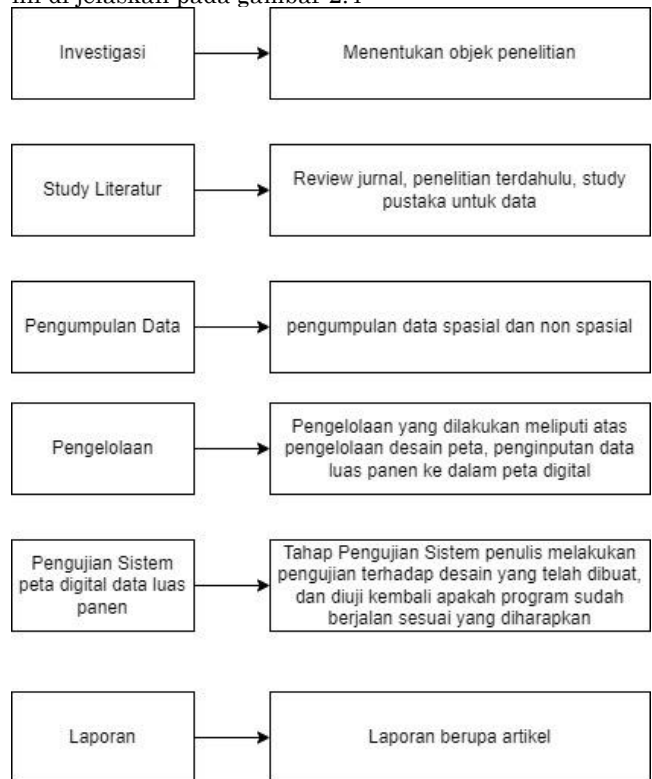 ini di jelaskan pada gambar 2.4
Investigasi
Menentukan objek penelitian
Study Literatur
Review jurnal, penelitian terdahulu, study
pustaka untuk data
Pengumpulan Data
pengumpulan data spasial dan non spasial
Pengelolaan
Pengelolaan yang dilakukan meliputi atas
pengelolaan desain peta, penginputan data
luas panen ke dalam peta digital
Pengujian Sistem
peta digital data luas
panen
Tahap Pengujian Sistem penulis melakukan
pengujian terhadap desain yang telah dibuat,
dan diuji kembali apakah program sudah
berjalan sesuai yang diharapkan
Laporan
Laporan berupa artikel